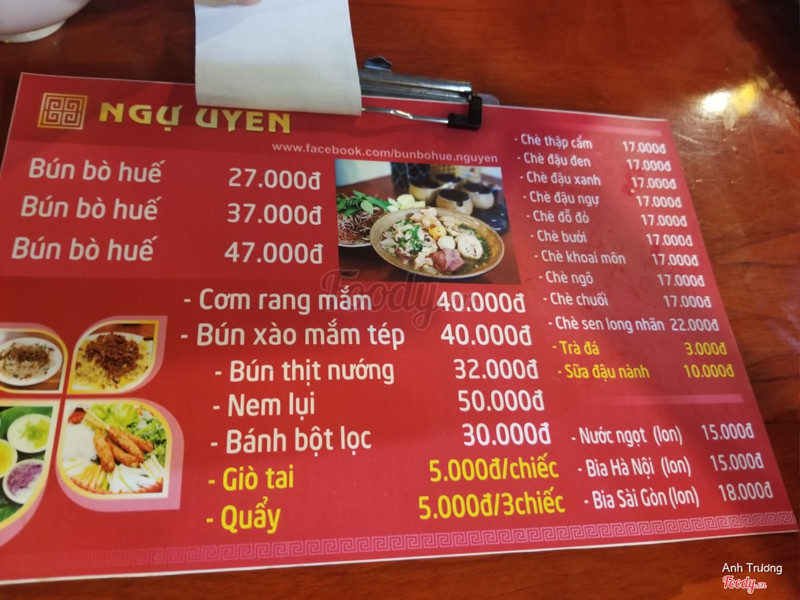 NGỰ UYỂN
www.facebook.com/bunbohue.nguyen
Bún bò huế 27.000đ
Bún bò huế 37.000đ
Bún bò huế 47.000đ
- Cơm rang mắm 40.000đ
- Bún xào mắm tép 40.000đ
- Bún thịt nướng 32.000đ
- Nem lụi 50.000đ
- Bánh bột lọc 30.000đ
- Giò tai 5.000đ/chiếc
- Quẩy 5.000đ/3chiếc
- Chè thập cẩm 17.000đ
- Chè đậu đen 17.000đ
- Chè đậu xanh 17.000đ
- Chè đậu ngự 17.000đ
- Chè đỗ đỏ 17.000đ
- Chè bưởi 17.000đ
- Chè khoai môn 17.000đ
- Chè ngô 17.000đ
- Chè chuối 17.000đ
- Chè sen long nhãn 22.000đ
- Trà đá 3.000đ
- Sữa đậu nành 10.000đ
- Nước ngọt (lon) 15.000đ
- Bia Hà Nội (lon) 15.000đ
- Bia Sài Gòn (lon) 18.000đ
Foody
Anh Trương
Foody.vn